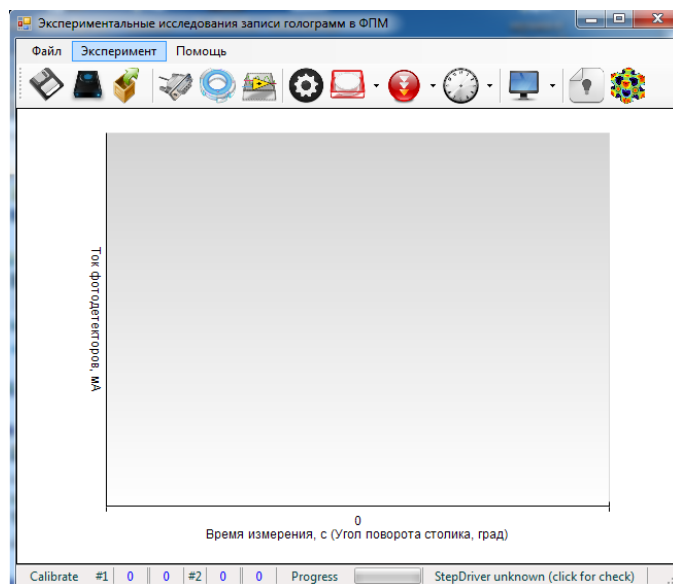 Экспериментальные исследования записи голограмм в ФПМ
Файл Эксперимент Помощь
Ток фотодетекторов, мА
0
Время измерения, с (Угол поворота столика, град)
Calibrate #1 0 0 #2 0 0 Progress StepDriver unknown (click for check)